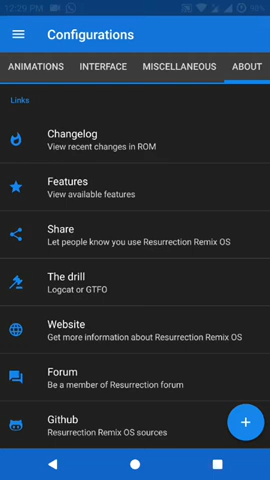 12:29 PM
98%
Configurations
ANIMATIONS INTERFACE MISCELLANEOUS ABOUT
Links
Changelog
View recent changes in ROM
Features
View available features
Share
Let people know you use Resurrection Remix OS
The drill
Logcat or GTFO
Website
Get more information about Resurrection Remix OS
Forum
Be a member of Resurrection forum
Github
Resurrection Remix OS sources